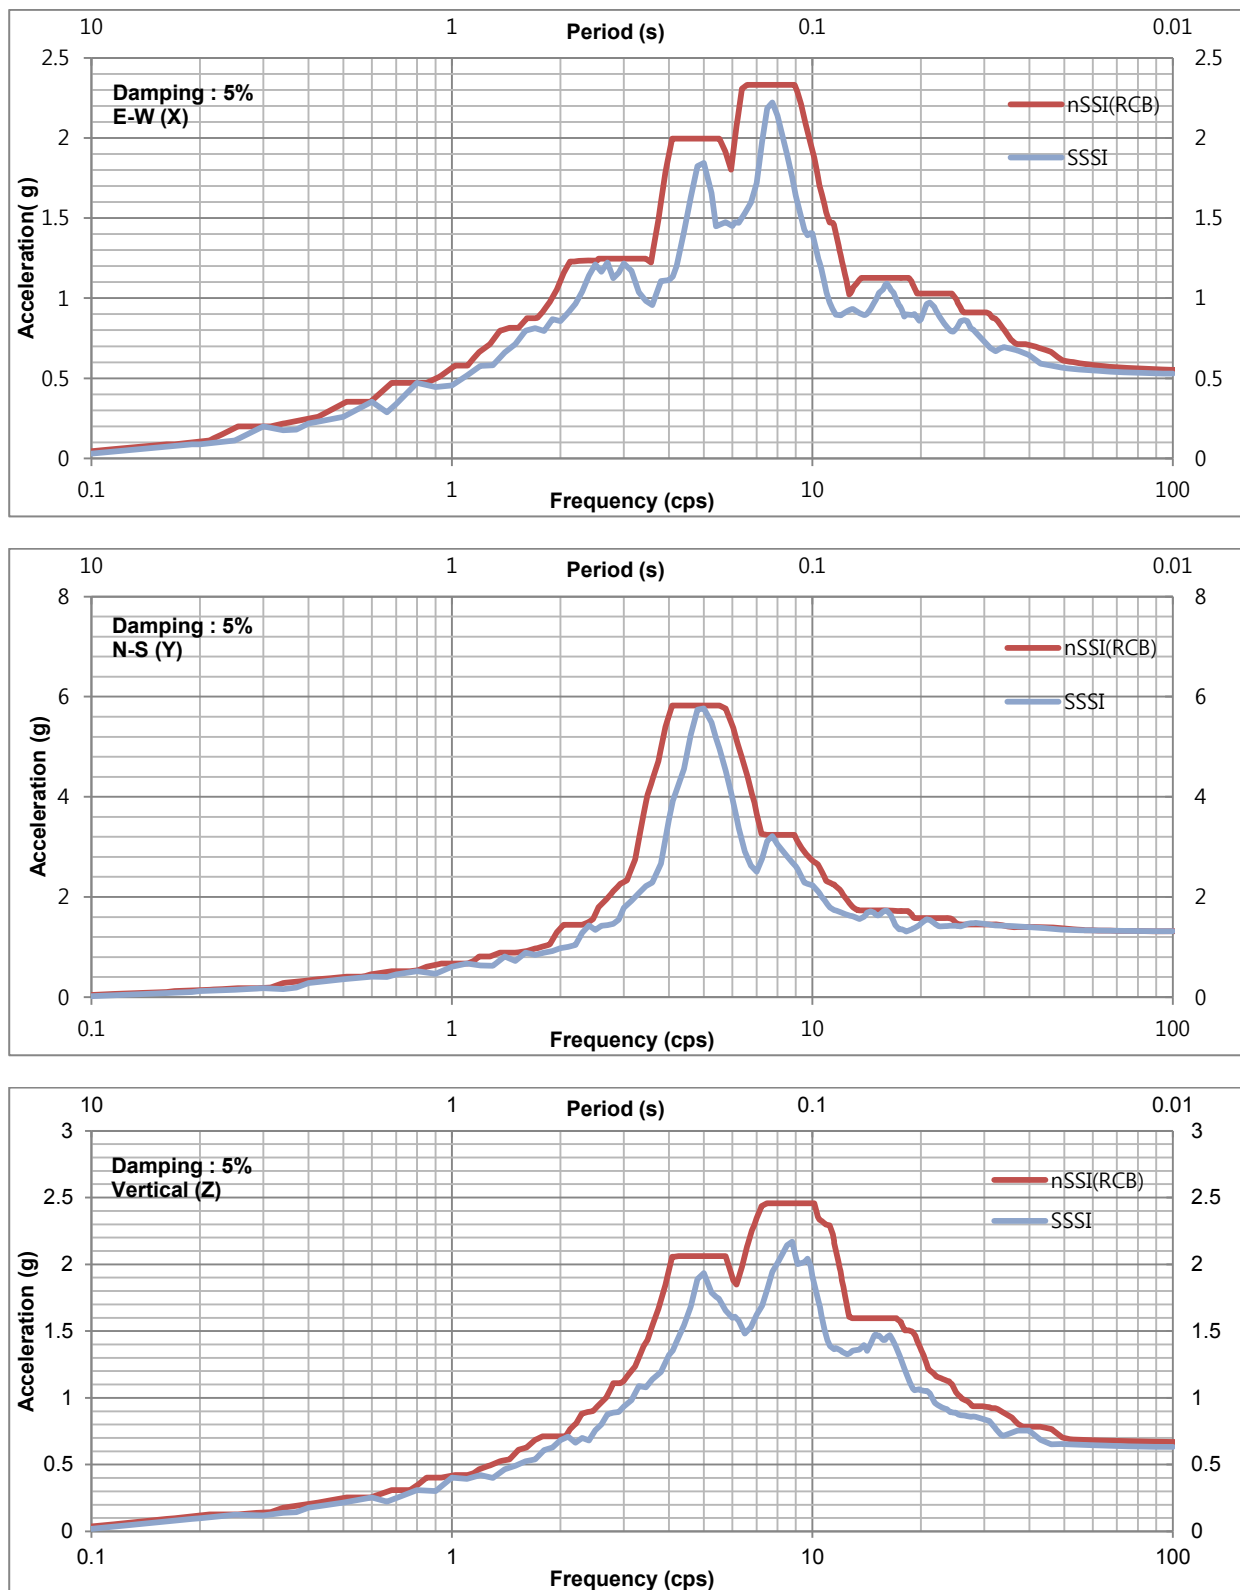 10 1 0.1 0.01
Period (s)
2.5 2.5
Damping : 5%
E-W (X)
nSSI(RCB)
2 2
SSSI
1.5 1.5
Acceleration( g)
1 1
0.5 0.5
0 0
0.1 1 10 100
Frequency (cps)
10 1 0.1 0.01
Period (s)
8 8
Damping : 5%
N-S (Y)
nSSI(RCB)
6 6
SSSI
Acceleration (g)
4 4
2 2
0 0
0.1 1 10 100
Frequency (cps)
10 1 0.1 0.01
Period (s)
3 3
Damping : 5%
Vertical (Z)
nSSI(RCB)
2.5 2.5
SSSI
2 2
Acceleration (g)
1.5 1.5
1 1
0.5 0.5
0 0
0.1 1 10 100
Frequency (cps)